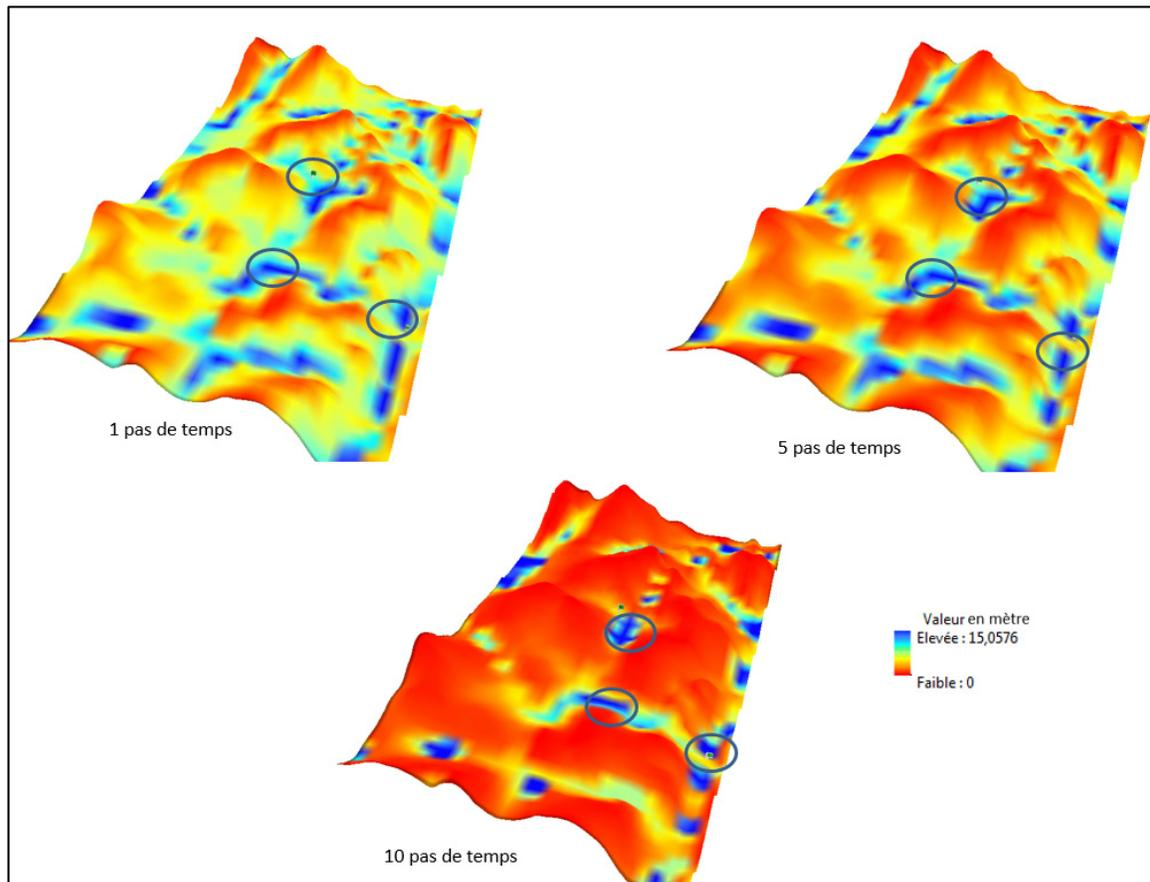 1 pas de temps
5 pas de temps
10 pas de temps
Valeur en mètre
Elevée : 15,0576
Faible : 0